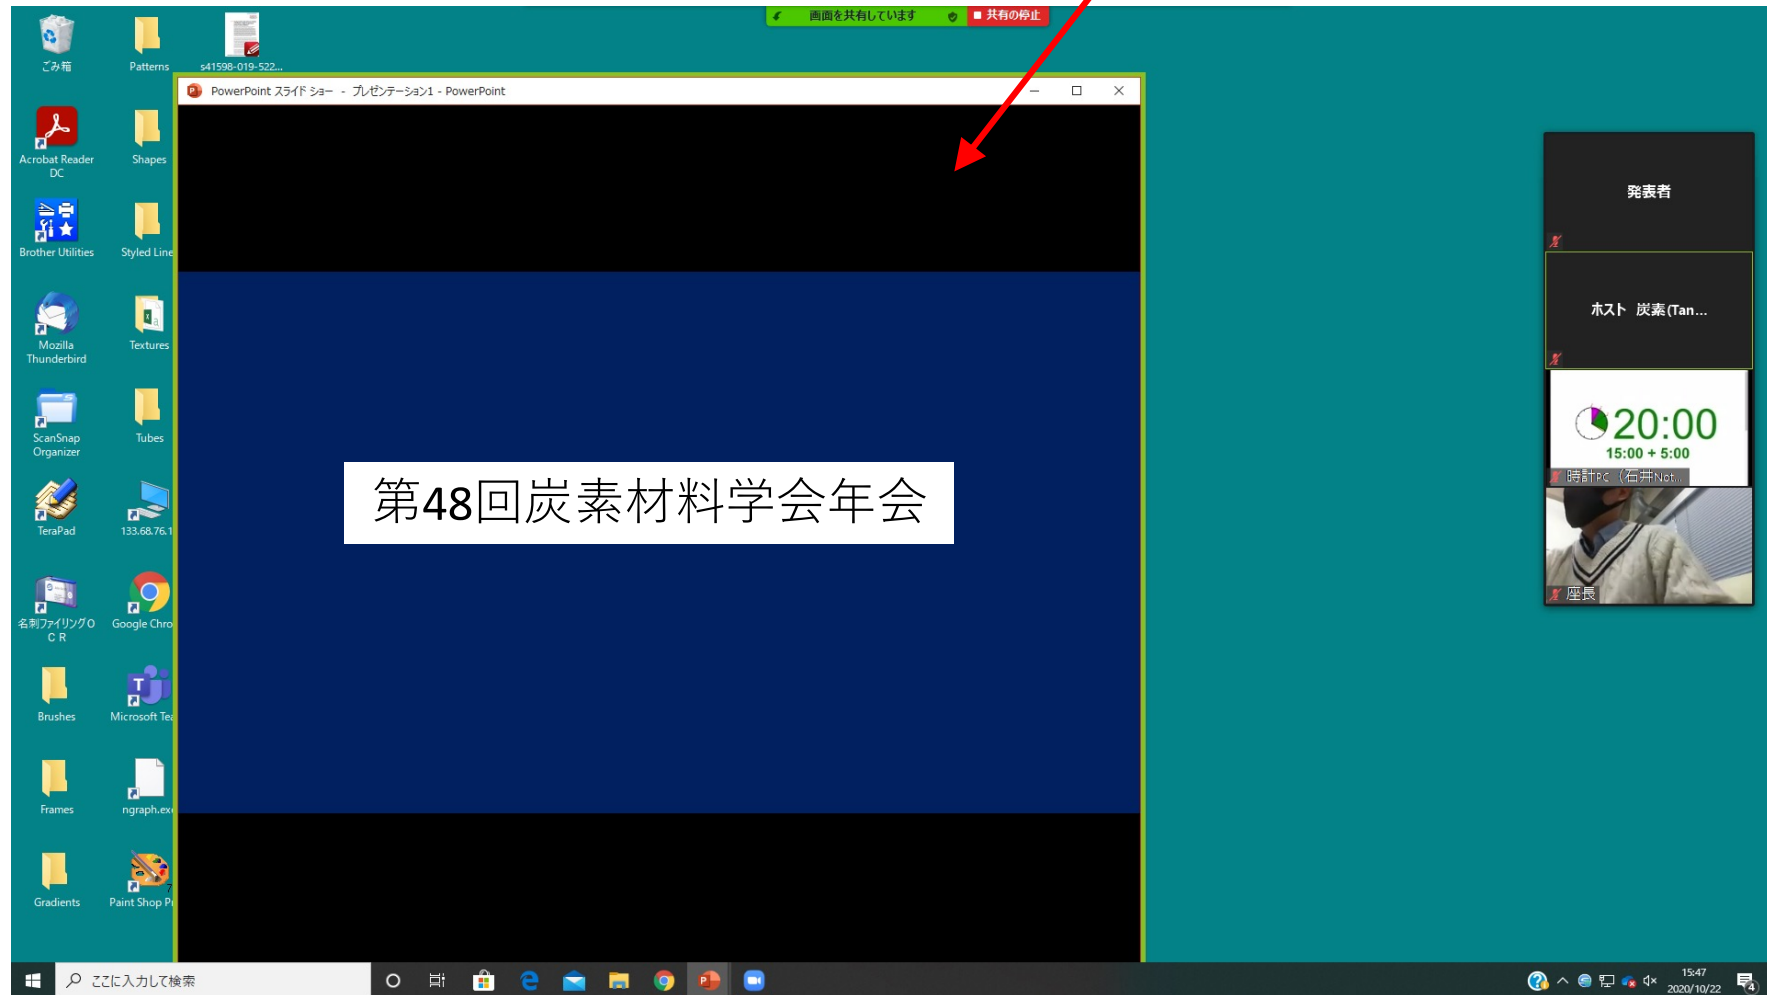 画面を共有しています
共有の停止
ごみ箱
Patterns
s41598-019-522...
PowerPoint スライド ショー - プレゼンテーション1 - PowerPoint
Acrobat Reader
DC
Shapes
Brother Utilities
Styled Line
Mozilla
Thunderbird
Textures
ScanSnap
Organizer
Tubes
TeraPad
133.68.76.1
名刺ファイリングO
C R
Google Chro
Brushes
Microsoft Tea
Frames
ngraph.exe
Gradients
Paint Shop P
7
第48回炭素材料学会年会
発表者
ホスト 炭素(Tan...
20:00
15:00 + 5:00
時計PC（石井Not...
座長
ここに入力して検索
15:47
2020/10/22
4